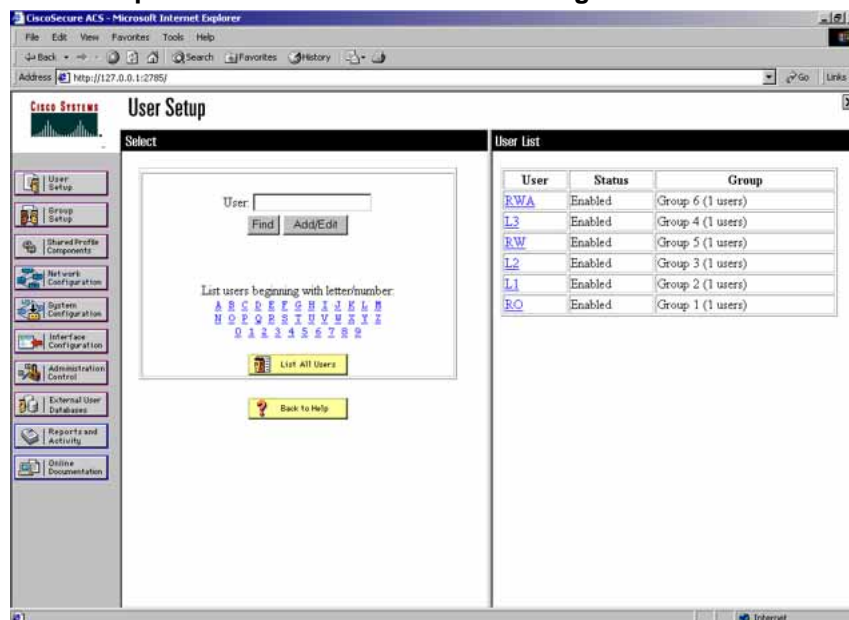 CiscoSecure ACS - Microsoft Internet Explorer
File Edit View Favorites Tools Help
Back Search Favorites History
Address http://127.0.0.1:2785/ Go Links
CISCO SYSTEMS
User Setup
Select
User Setup
Group Setup
Shared Profile Components
Network Configuration
System Configuration
Interface Configuration
Administration Control
External User Databases
Reports and Activity
Online Documentation
User:
Find Add/Edit
List users beginning with letter/number:
A B C D E F G H I J K L M
N O P Q R S T U V W X Y Z
0 1 2 3 4 5 6 7 8 9
List All Users
Back to Help
User List
User Status Group
RWA Enabled Group 6 (1 users)
L3 Enabled Group 4 (1 users)
RW Enabled Group 5 (1 users)
L2 Enabled Group 3 (1 users)
L1 Enabled Group 2 (1 users)
RO Enabled Group 1 (1 users)
Internet